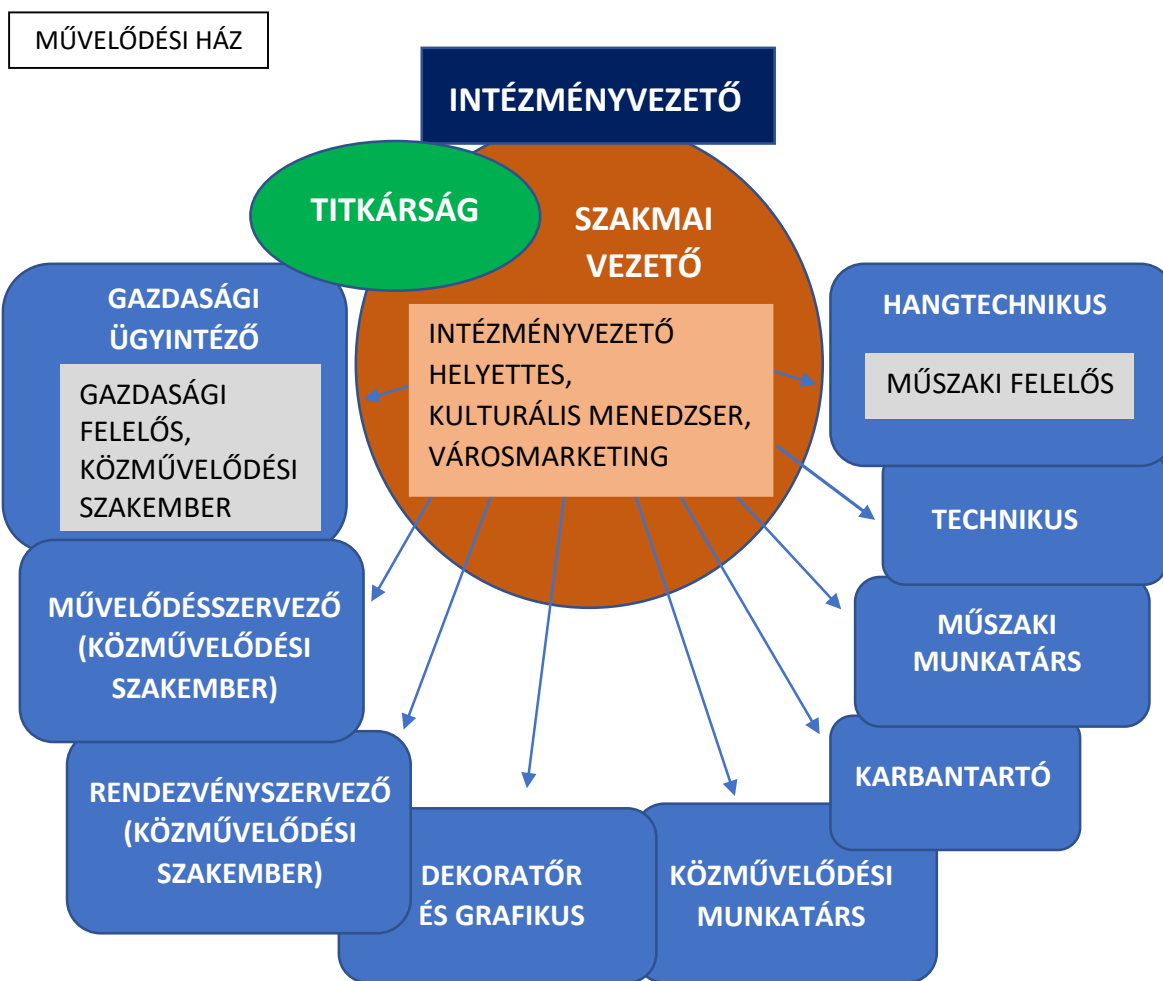 MŰVELŐDÉSI HÁZ
INTÉZMÉNYVEZETŐ
TITKÁRSÁG
SZAKMAI
VEZETŐ
INTÉZMÉNYVEZETŐ
HELYETTES,
KULTURÁLIS MENEDZSER,
VÁROSMARKETING
GAZDASÁGI
ÜGYINTÉZŐ
GAZDASÁGI
FELELŐS,
KÖZMŰVELŐDÉSI
SZAKEMBER
MŰVELŐDÉSSZERVEZŐ
(KÖZMŰVELŐDÉSI
SZAKEMBER)
RENDEZVÉNYSZERVEZŐ
(KÖZMŰVELŐDÉSI
SZAKEMBER)
DEKORATŐR
ÉS GRAFIKUS
KÖZMŰVELŐDÉSI
MUNKATÁRS
KARBANTARTÓ
MŰSZAKI
MUNKATÁRS
TECHNIKUS
HANGTECHNIKUS
MŰSZAKI FELELŐS